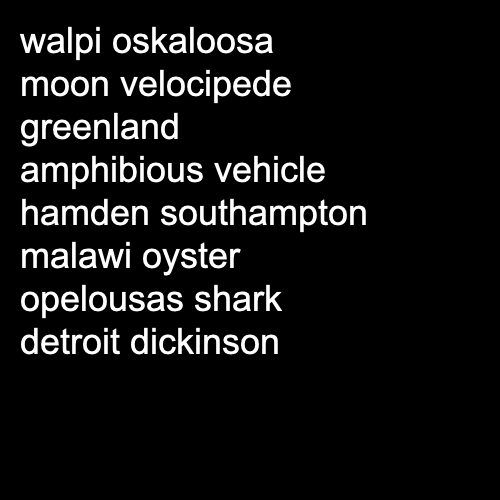 walpi oskaloosa
moon velocipede
greenland
amphibious vehicle
hamden southampton
malawi oyster
opelousas shark
detroit dickinson